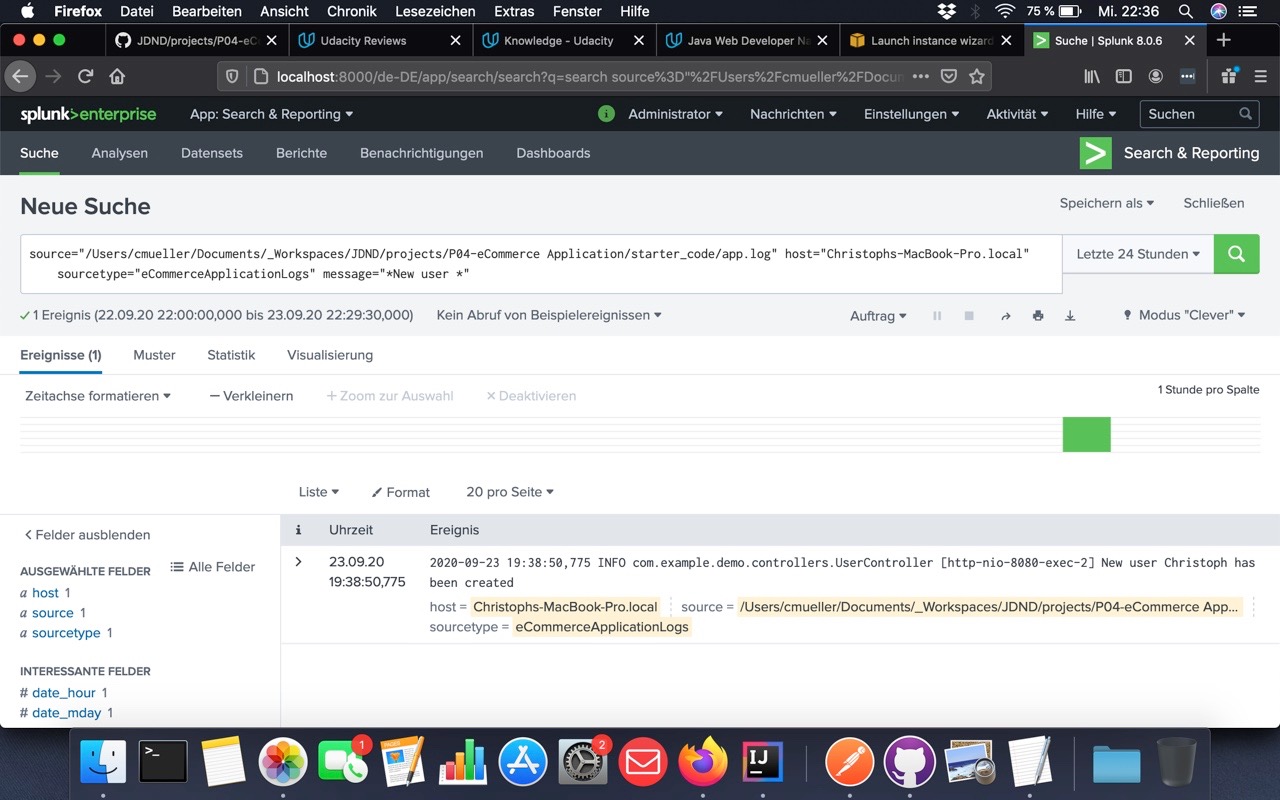 Firefox Datei Bearbeiten Ansicht Chronik Lesezeichen Extras Fenster Hilfe 75 % Mi. 22:36
JDND/projects/P04-eC Udacity Reviews Knowledge - Udacity Java Web Developer Na Launch instance wizard Suche | Splunk 8.0.6
localhost:8000/de-DE/app/search/search?q=search source%3D"%2FUsers%2Fcmueller%2FDocun
splunk>enterprise App: Search & Reporting i Administrator Nachrichten Einstellungen Aktivität Hilfe Suchen
Suche Analysen Datensets Berichte Benachrichtigungen Dashboards > Search & Reporting
Neue Suche Speichern als Schließen
source="/Users/cmueller/Documents/_Workspaces/JDND/projects/P04-eCommerce Application/starter_code/app.log" host="Christophs-MacBook-Pro.local"
sourcetype="eCommerceApplicationLogs" message="*New user *"
Letzte 24 Stunden
1 Ereignis (22.09.20 22:00:00,000 bis 23.09.20 22:29:30,000) Kein Abruf von Beispielereignissen Auftrag Modus "Clever"
Ereignisse (1) Muster Statistik Visualisierung
Zeitachse formatieren — Verkleinern + Zoom zur Auswahl × Deaktivieren 1 Stunde pro Spalte
Liste Format 20 pro Seite
< Felder ausblenden i Uhrzeit Ereignis
AUSGEWÄHLTE FELDER Alle Felder
a host 1
a source 1
a sourcetype 1
INTERESSANTE FELDER
# date_hour 1
# date_mday 1
> 23.09.20
19:38:50,775
2020-09-23 19:38:50,775 INFO com.example.demo.controllers.UserController [http-nio-8080-exec-2] New user Christoph has
been created
host = Christophs-MacBook-Pro.local source = /Users/cmueller/Documents/_Workspaces/JDND/projects/P04-eCommerce App...
sourcetype = eCommerceApplicationLogs
>_ 1 2 IJ